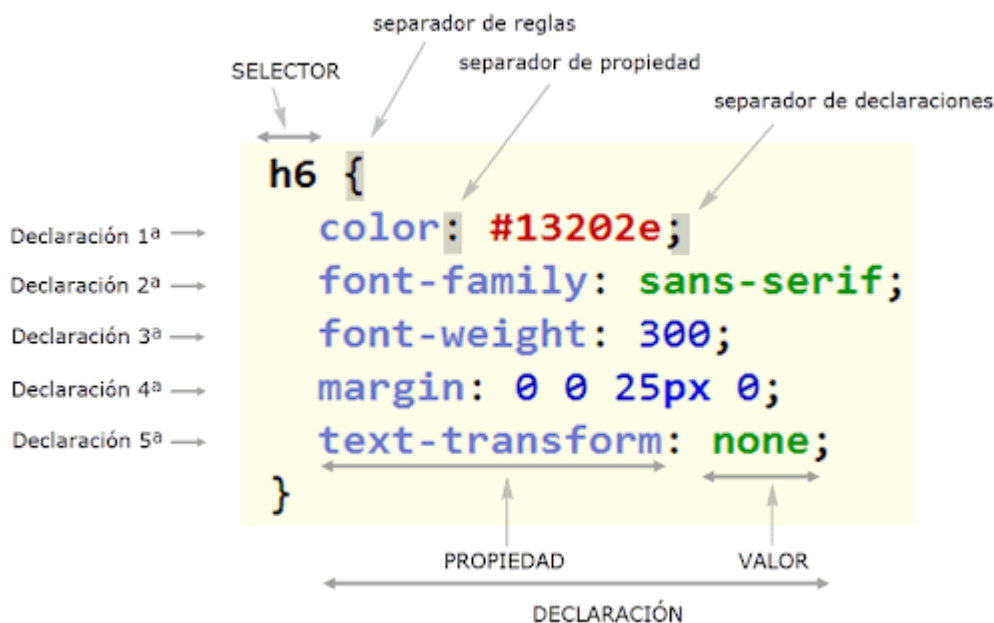 separador de reglas
separador de propiedad
SELECTOR
separador de declaraciones
h6 {
Declaración 1ª color: #13202e;
Declaración 2ª font-family: sans-serif;
Declaración 3ª font-weight: 300;
Declaración 4ª margin: 0 0 25px 0;
Declaración 5ª text-transform: none;
}
PROPIEDAD VALOR
DECLARACIÓN